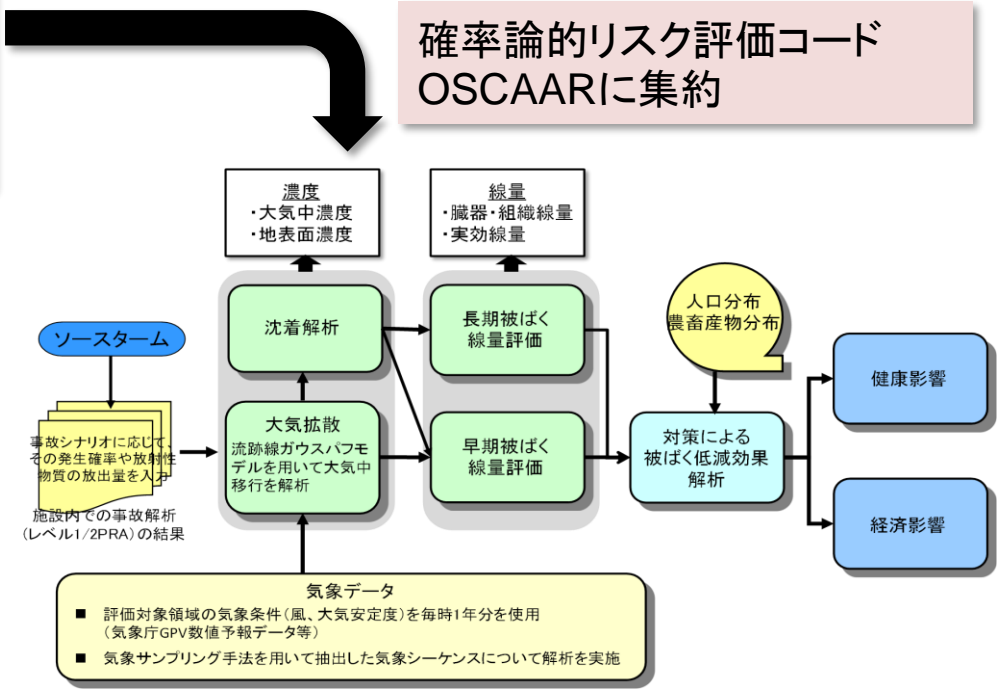 確率論的リスク評価コード
OSCAARに集約
濃度
・大気中濃度
・地表面濃度
線量
・臓器・組織線量
・実効線量
ソースターム
沈着解析
長期被ばく
線量評価
人口分布
農畜産物分布
健康影響
事故シナリオに応じて、
その発生確率や放射性
物質の放出量を入力
施設内での事故解析
(レベル1/2PRA)の結果
大気拡散
流跡線ガウスパフモ
デルを用いて大気中
移行を解析
早期被ばく
線量評価
対策による
被ばく低減効果
解析
経済影響
気象データ
■ 評価対象領域の気象条件(風、大気安定度)を毎時1年分を使用
(気象庁GPV数値予報データ等)
■ 気象サンプリング手法を用いて抽出した気象シーケンスについて解析を実施